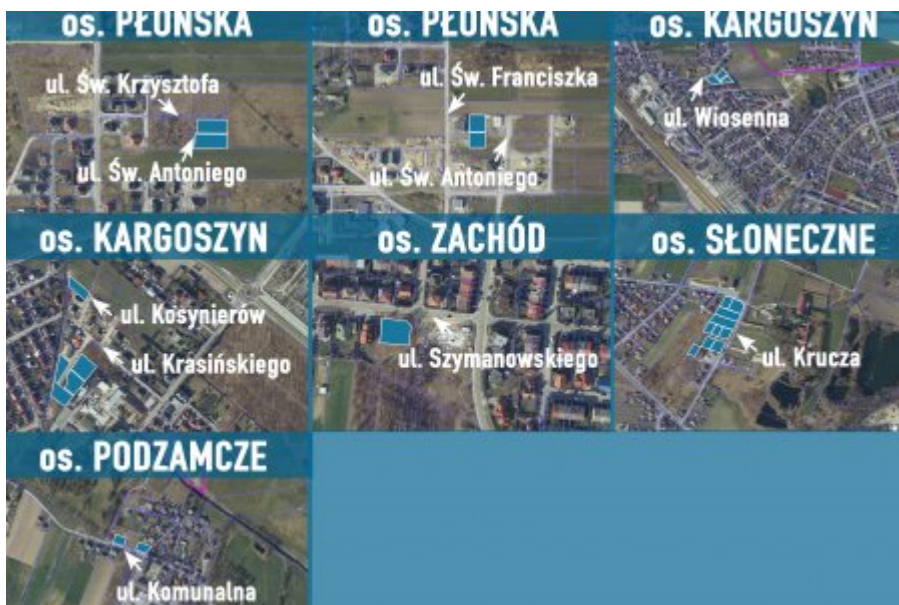 os. PŁOŃSKA
ul. Św. Krzysztofa
ul. Św. Antoniego
os. PŁOŃSKA
ul. Św. Franciszka
ul. Św. Antoniego
os. KARGOSZYN
ul. Wiosenna
os. KARGOSZYN
ul. Kosynierów
ul. Krasińskiego
os. ZACHÓD
ul. Szymanowskiego
os. SŁONECZNE
ul. Krucza
os. PODZAMCZE
ul. Komunalna